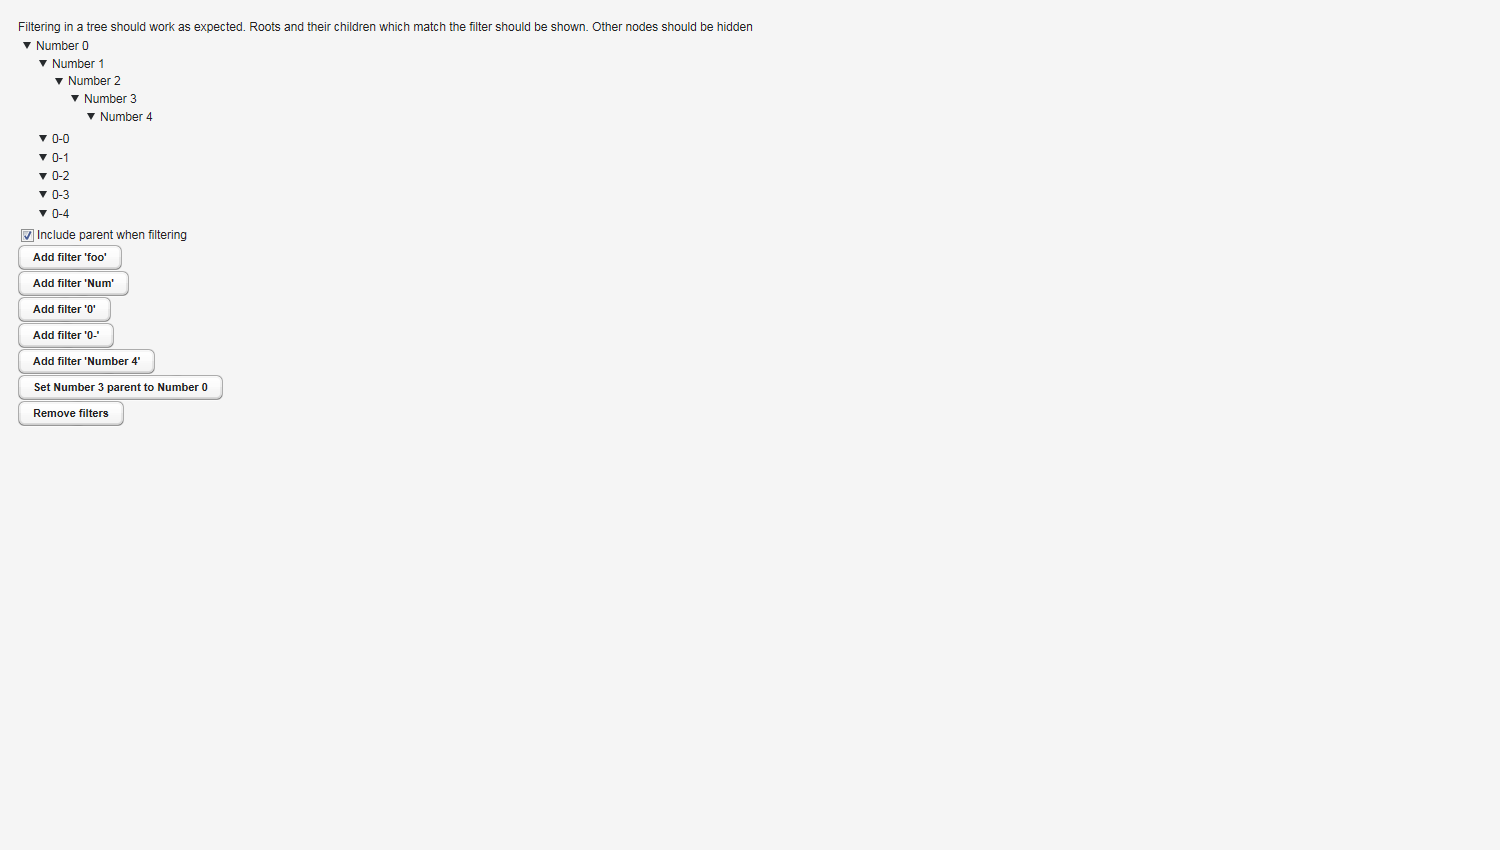 Filtering in a tree should work as expected. Roots and their children which match the filter should be shown. Other nodes should be hidden
Number 0
Number 1
Number 2
Number 3
Number 4
0-0
0-1
0-2
0-3
0-4
Include parent when filtering
Add filter 'foo'
Add filter 'Num'
Add filter '0'
Add filter '0-'
Add filter 'Number 4'
Set Number 3 parent to Number 0
Remove filters